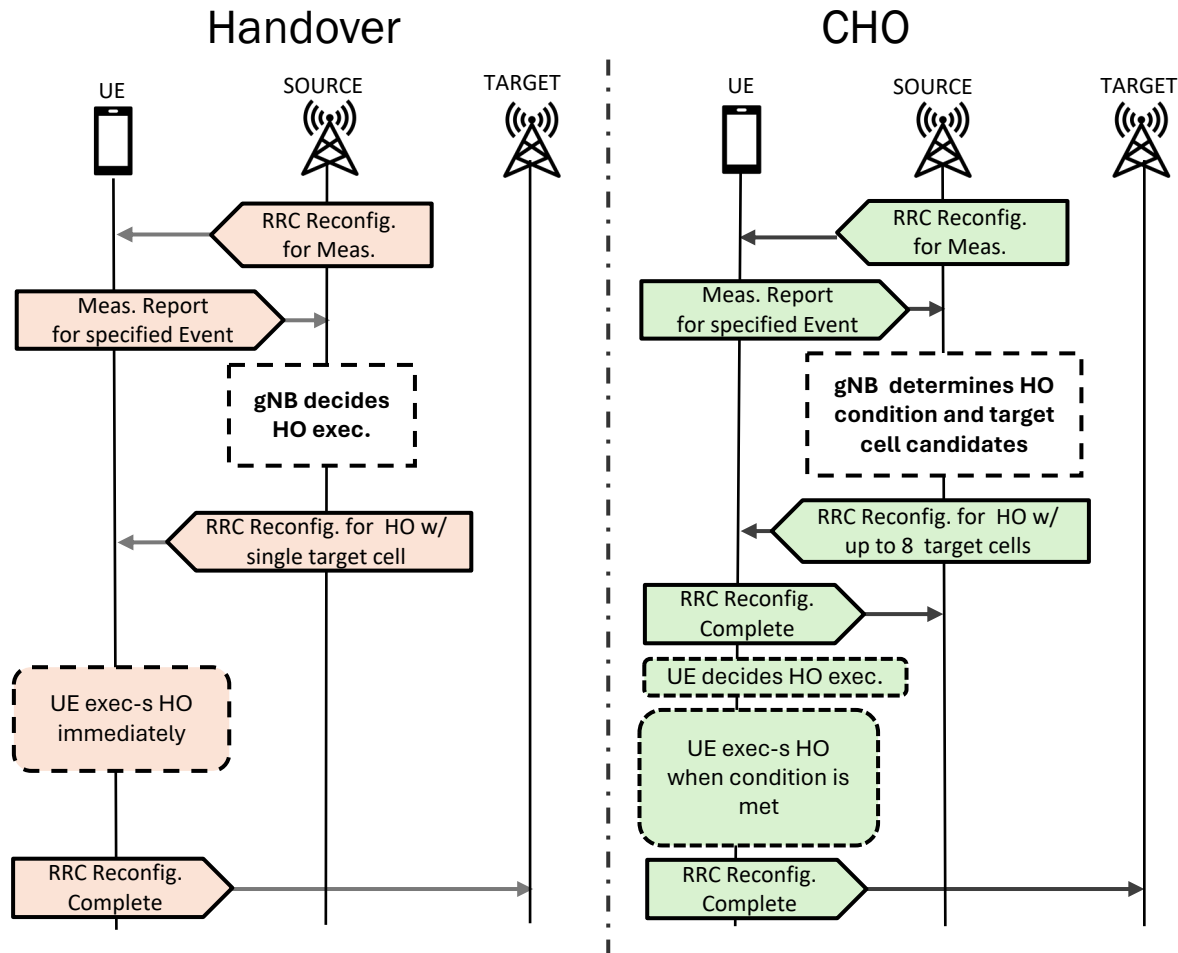 Handover
UE
SOURCE
TARGET
RRC Reconfig.
for Meas.
Meas. Report
for specified Event
gNB decides
HO exec.
RRC Reconfig. for HO w/
single target cell
UE exec-s HO
immediately
RRC Reconfig.
Complete
CHO
UE
SOURCE
TARGET
RRC Reconfig.
for Meas.
Meas. Report
for specified Event
gNB determines HO
condition and target
cell candidates
RRC Reconfig. for HO w/
up to 8 target cells
RRC Reconfig.
Complete
UE decides HO exec.
UE exec-s HO
when condition is
met
RRC Reconfig.
Complete